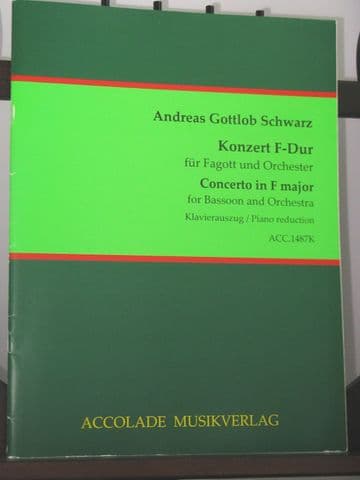 Andreas Gottlob Schwarz
Konzert F-Dur
für Fagott und Orchester
Concerto in F major
for Bassoon and Orchestra
Klavierauszug / Piano reduction
ACC.1487K
ACCOLADE MUSIKVERLAG